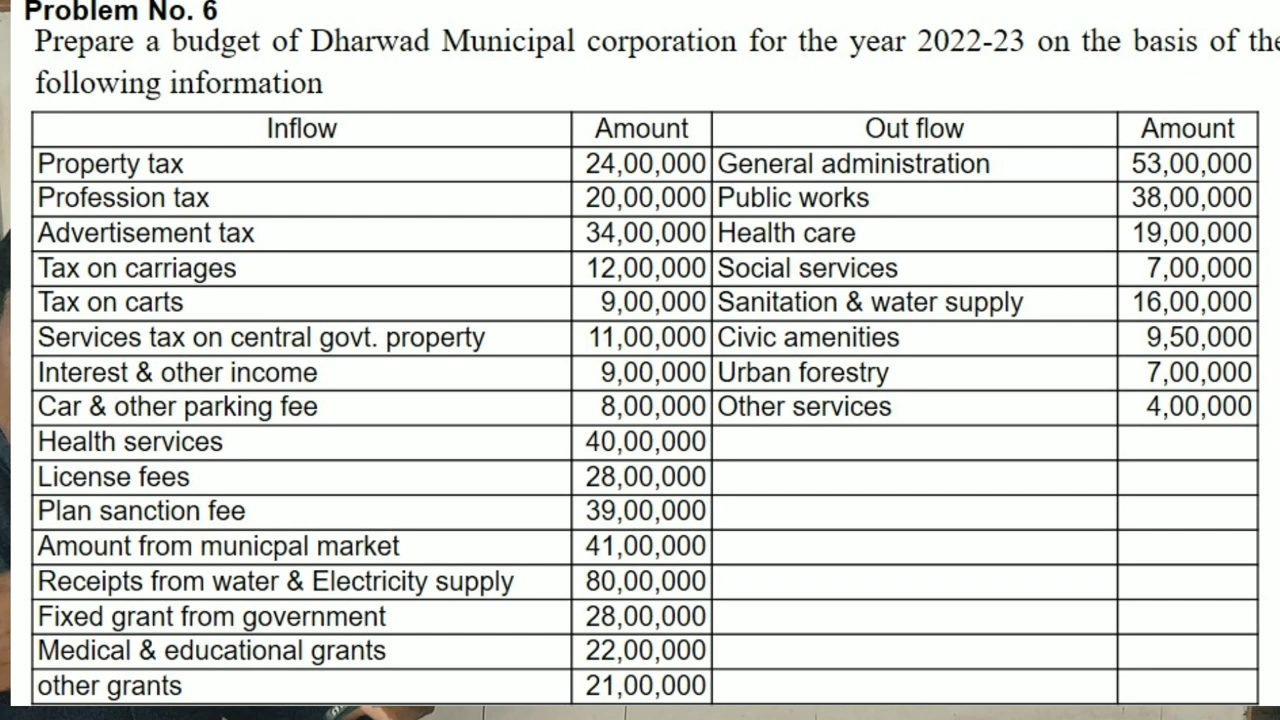 Problem No. 6
Prepare a budget of Dharwad Municipal corporation for the year 2022-23 on the basis of the
following information
Inflow Amount Out flow Amount
Property tax 24,00,000 General administration 53,00,000
Profession tax 20,00,000 Public works 38,00,000
Advertisement tax 34,00,000 Health care 19,00,000
Tax on carriages 12,00,000 Social services 7,00,000
Tax on carts 9,00,000 Sanitation & water supply 16,00,000
Services tax on central govt. property 11,00,000 Civic amenities 9,50,000
Interest & other income 9,00,000 Urban forestry 7,00,000
Car & other parking fee 8,00,000 Other services 4,00,000
Health services 40,00,000
License fees 28,00,000
Plan sanction fee 39,00,000
Amount from municpal market 41,00,000
Receipts from water & Electricity supply 80,00,000
Fixed grant from government 28,00,000
Medical & educational grants 22,00,000
other grants 21,00,000